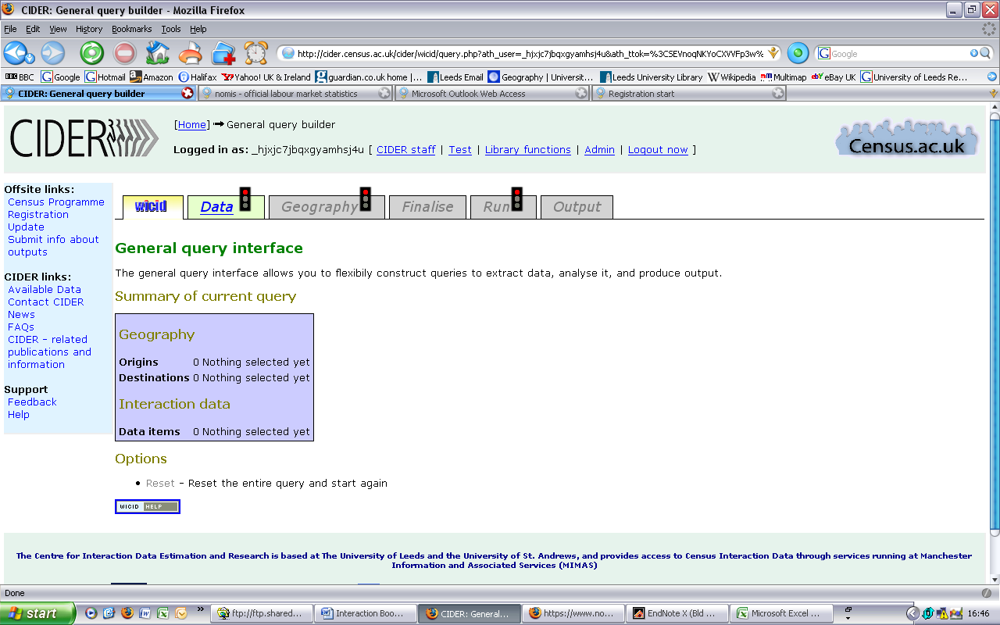 CIDER: General query builder - Mozilla Firefox
File Edit View History Bookmarks Tools Help
http://cider.census.ac.uk/cider/wicid/query.php?ath_user=_hjxjc7jbqxgyamhsj4u&ath_ttok=%3CSEVnoqNKYoCXVVFp3w%
Google
BBC Google Hotmail Amazon Halifax Yahoo! UK & Ireland guardian.co.uk home |... Leeds Email Geography | Universit... Leeds University Library Wikipedia Multimap eBay UK University of Leeds Re...
CIDER: General query builder nomis - official labour market statistics Microsoft Outlook Web Access Registration start
CIDER
[Home] ➞ General query builder
Logged in as: _hjxjc7jbqxgyamhsj4u [ CIDER staff | Test | Library functions | Admin | Logout now ]
Census.ac.uk
Offsite links:
Census Programme
Registration
Update
Submit info about
outputs
CIDER links:
Available Data
Contact CIDER
News
FAQs
CIDER - related
publications and
information
Support
Feedback
Help
wicid Data Geography Finalise Run Output
General query interface
The general query interface allows you to flexibily construct queries to extract data, analyse it, and produce output.
Summary of current query
Geography
Origins 0 Nothing selected yet
Destinations 0 Nothing selected yet
Interaction data
Data items 0 Nothing selected yet
Options
• Reset - Reset the entire query and start again
WICID HELP
The Centre for Interaction Data Estimation and Research is based at The University of Leeds and the University of St. Andrews, and provides access to Census Interaction Data through services running at Manchester
Information and Associated Services (MIMAS)
Done
start ftp://ftp.shared... Interaction Boo... CIDER: General... https://www.no... EndNote X (Bld ... Microsoft Excel ... 16:46